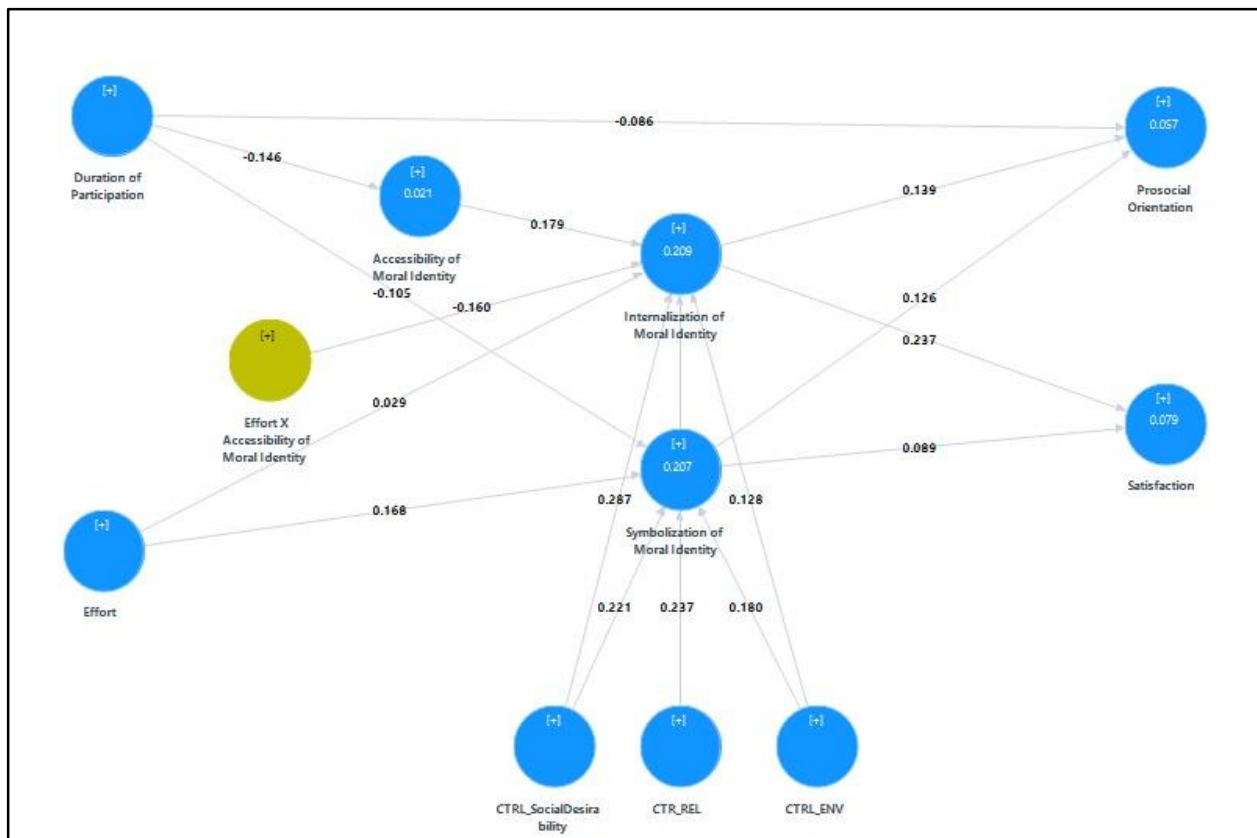 [+]
Duration of
Participation
-0.086
[+]
0.057
Prosocial
Orientation
-0.146
[+]
0.021
Accessibility of
Moral Identity
0.179
[+]
0.209
Internalization of
Moral Identity
0.139
-0.105
-0.160
0.126
[+]
Effort X
Accessibility of
Moral Identity
0.237
0.029
[+]
0.079
Satisfaction
[+]
0.207
Symbolization of
Moral Identity
0.089
0.168
[+]
Effort
0.287
0.128
0.221
0.237
0.180
[+]
CTRL_SocialDesira
bility
[+]
CTR_REL
[+]
CTRL_ENV